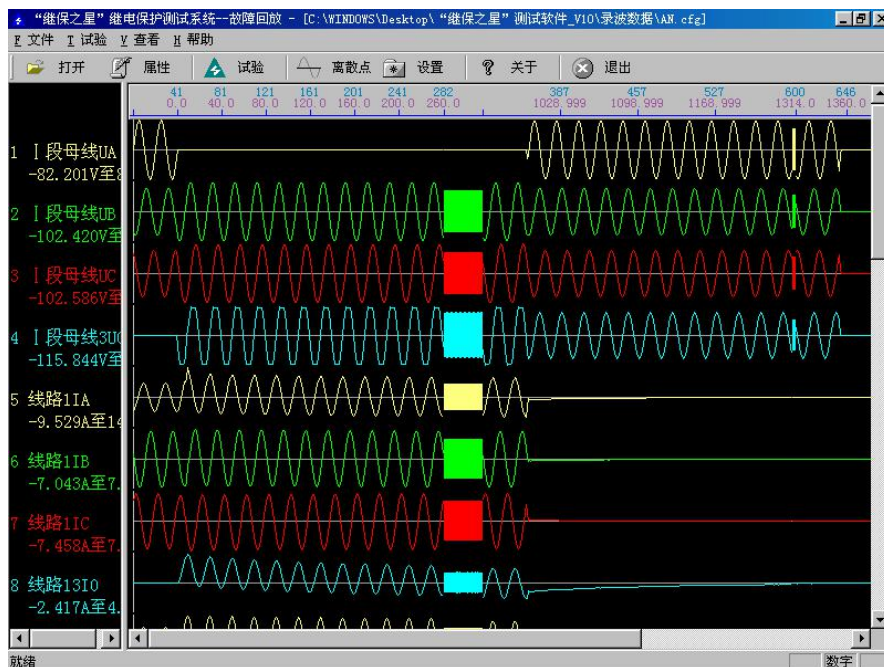 “继保之星”继电保护测试系统--故障回放 - [C:\WINDOWS\Desktop\“继保之星”测试软件_V10\录波数据\AN.cfg]
F 文件 T 试验 V 查看 H 帮助
打开 属性 试验 离散点 设置 关于 退出
41 81 121 161 201 241 282 387 457 527 600 646
0.0 40.0 80.0 120.0 160.0 200.0 260.0 1028.999 1098.999 1168.999 1314.0 1360.0
1 Ⅰ段母线UA
-82.201V至8
2 Ⅰ段母线UB
-102.420V至
3 Ⅰ段母线UC
-102.586V至
4 Ⅰ段母线3U0
-115.844V至
5 线路1IA
-9.529A至14
6 线路1IB
-7.043A至7.
7 线路1IC
-7.458A至7.
8 线路13I0
-2.417A至4.
就绪 数字